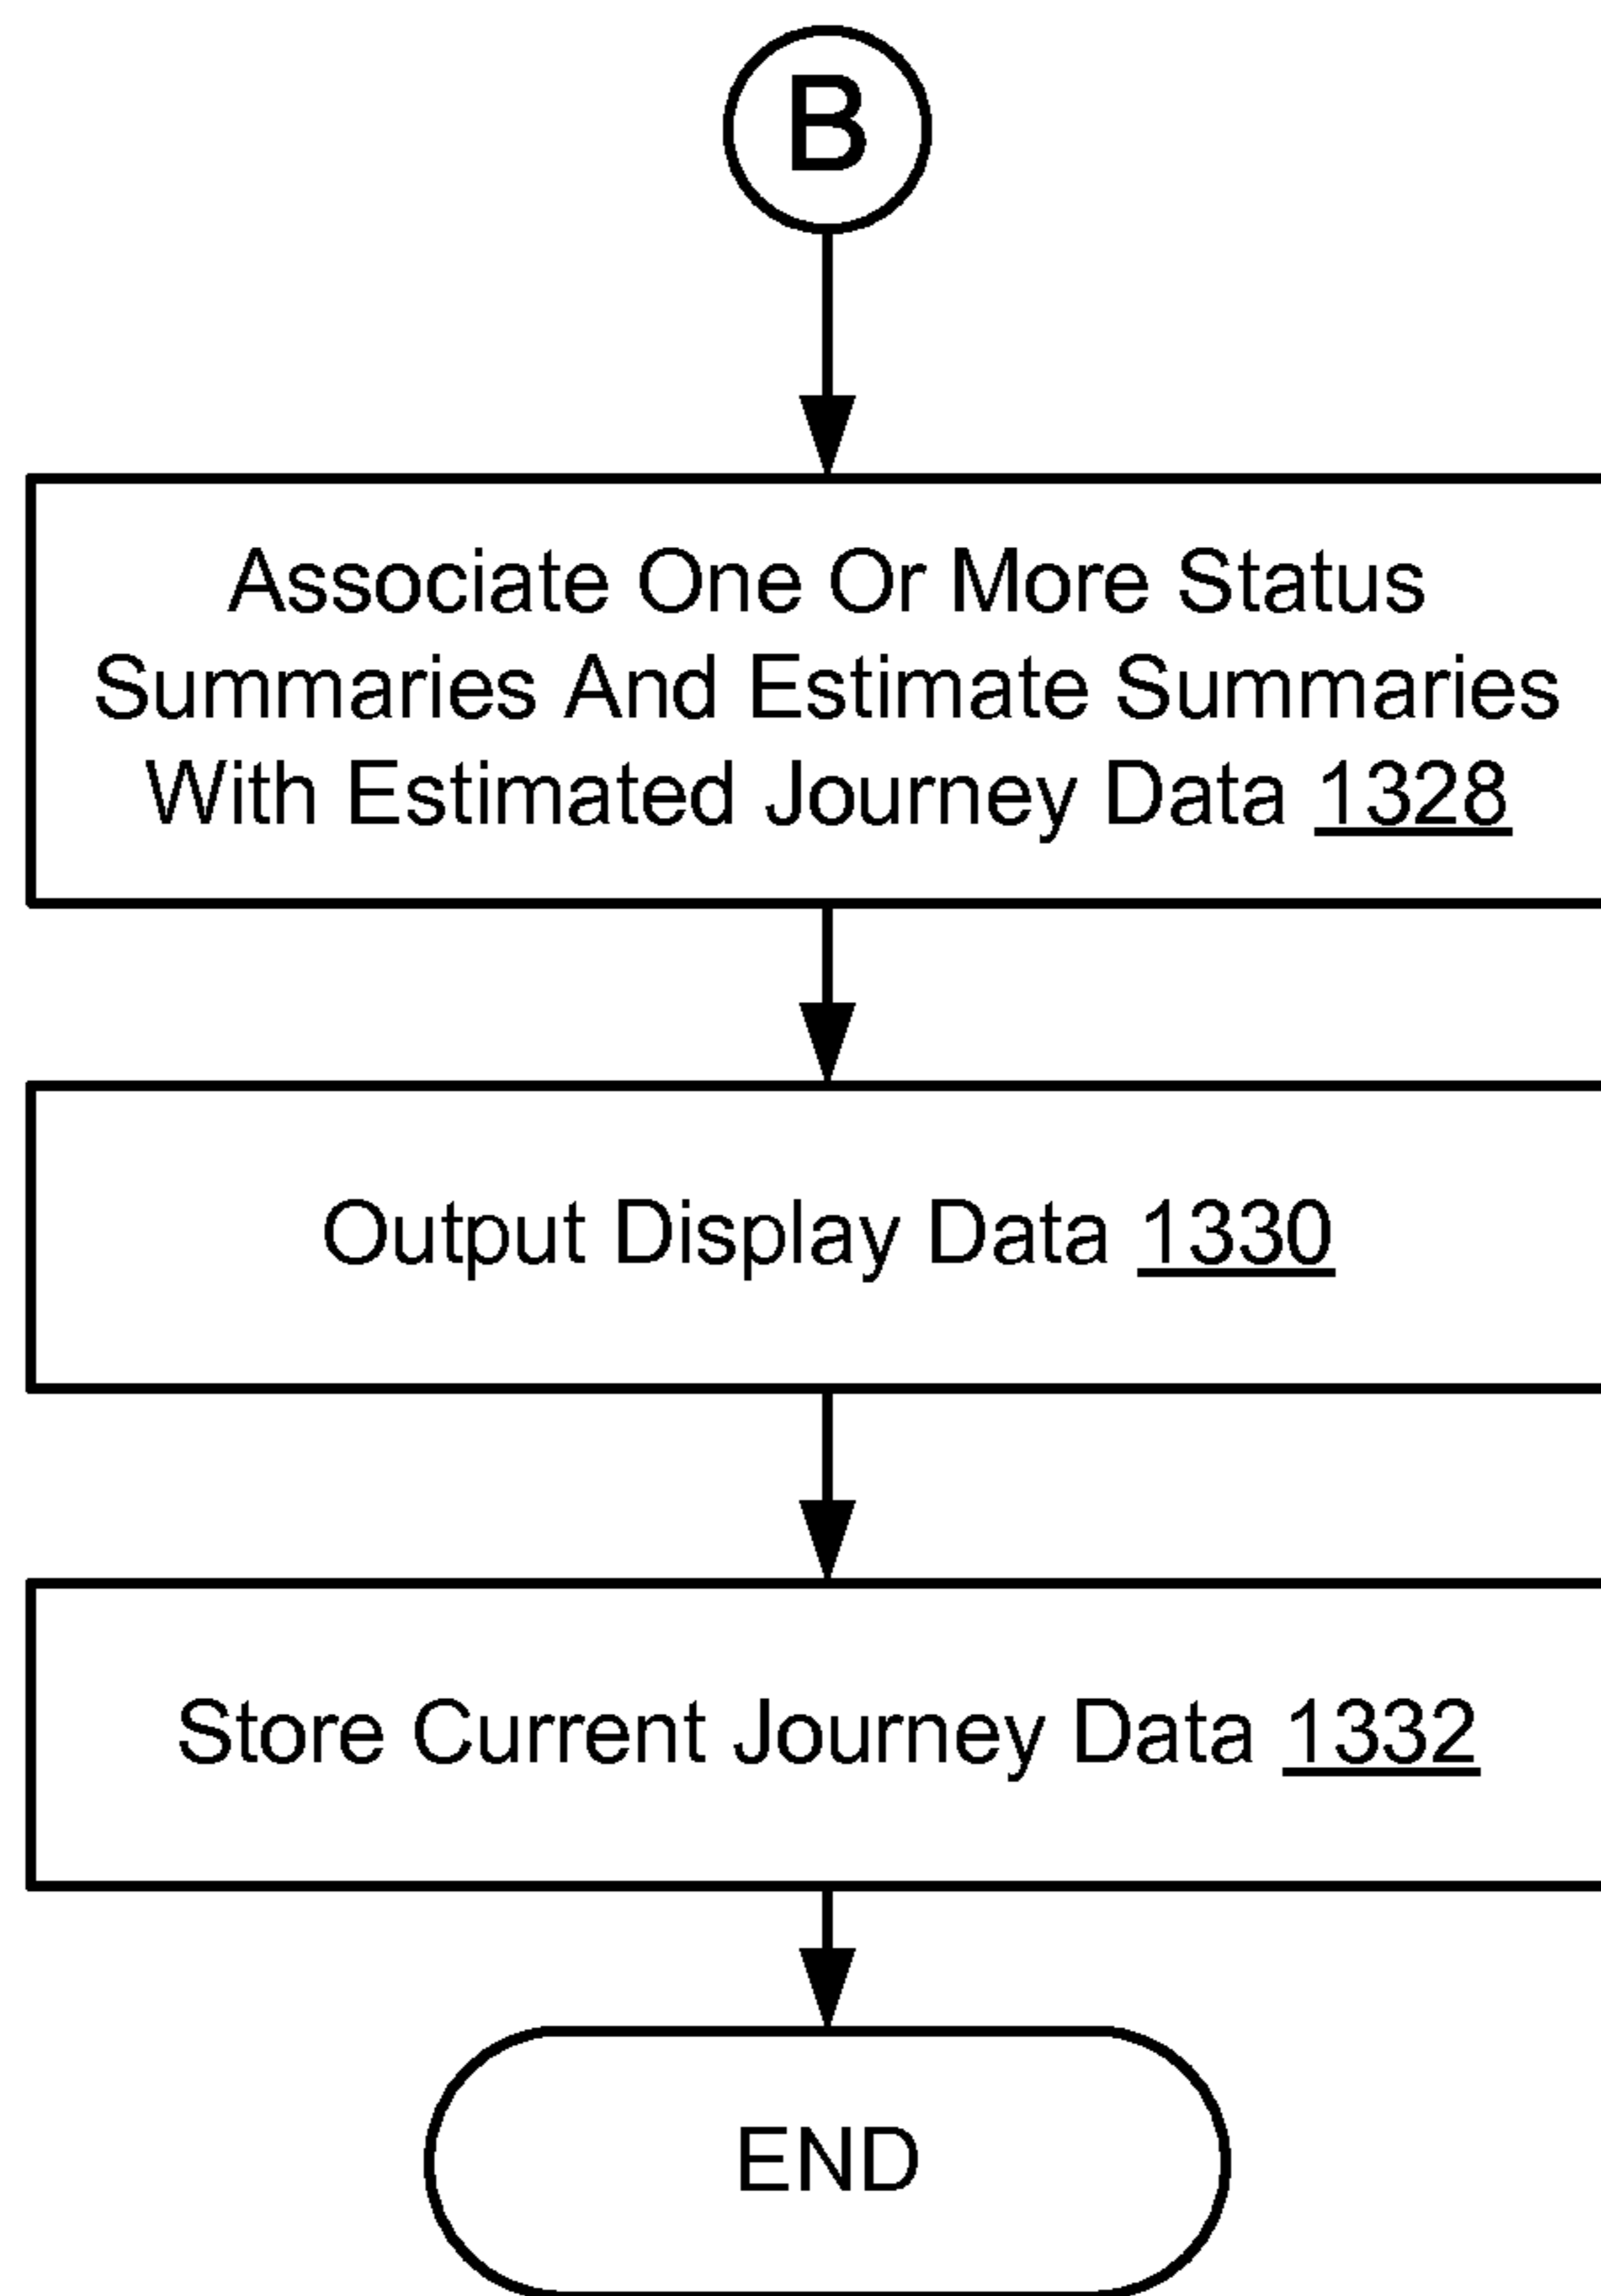 B
Associate One Or More Status
Summaries And Estimate Summaries
With Estimated Journey Data 1328
Output Display Data 1330
Store Current Journey Data 1332
END